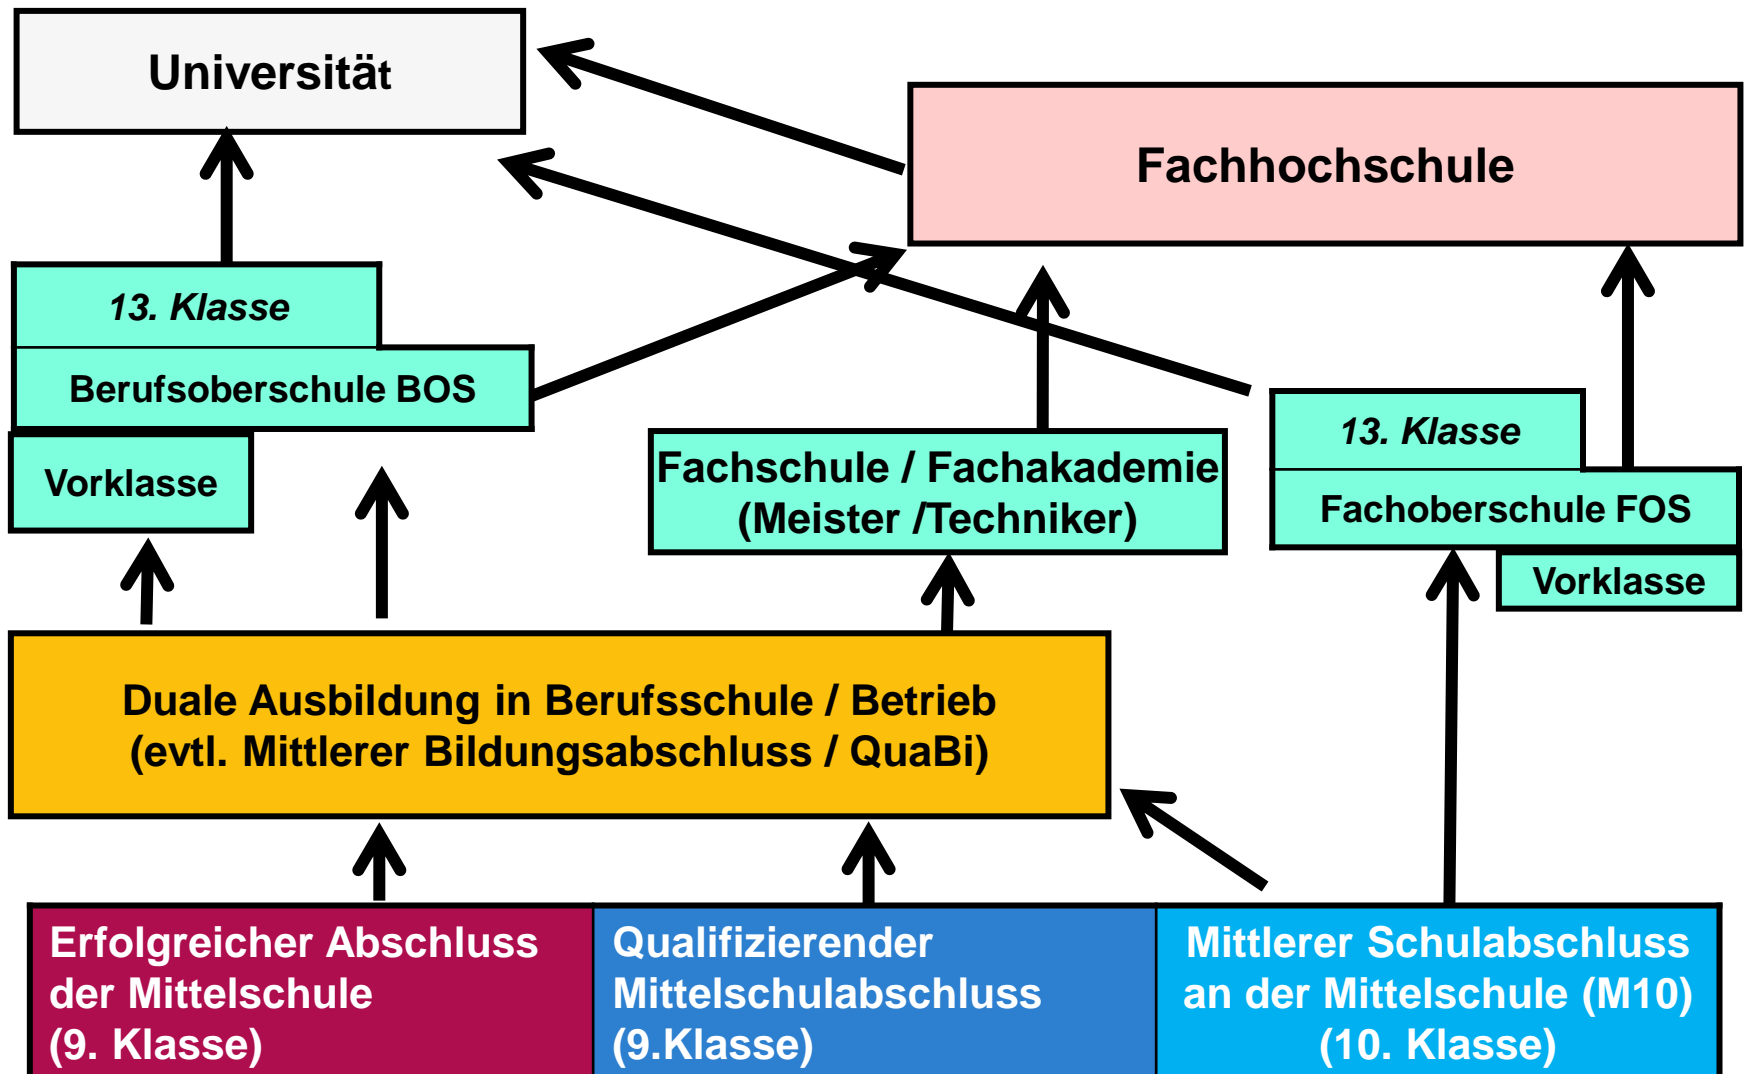 Universität
Fachhochschule
13. Klasse
Berufsoberschule BOS
Vorklasse
Fachschule / Fachakademie
(Meister /Techniker)
13. Klasse
Fachoberschule FOS
Vorklasse
Duale Ausbildung in Berufsschule / Betrieb
(evtl. Mittlerer Bildungsabschluss / QuaBi)
Erfolgreicher Abschluss
der Mittelschule
(9. Klasse)
Qualifizierender
Mittelschulabschluss
(9.Klasse)
Mittlerer Schulabschluss
an der Mittelschule (M10)
(10. Klasse)